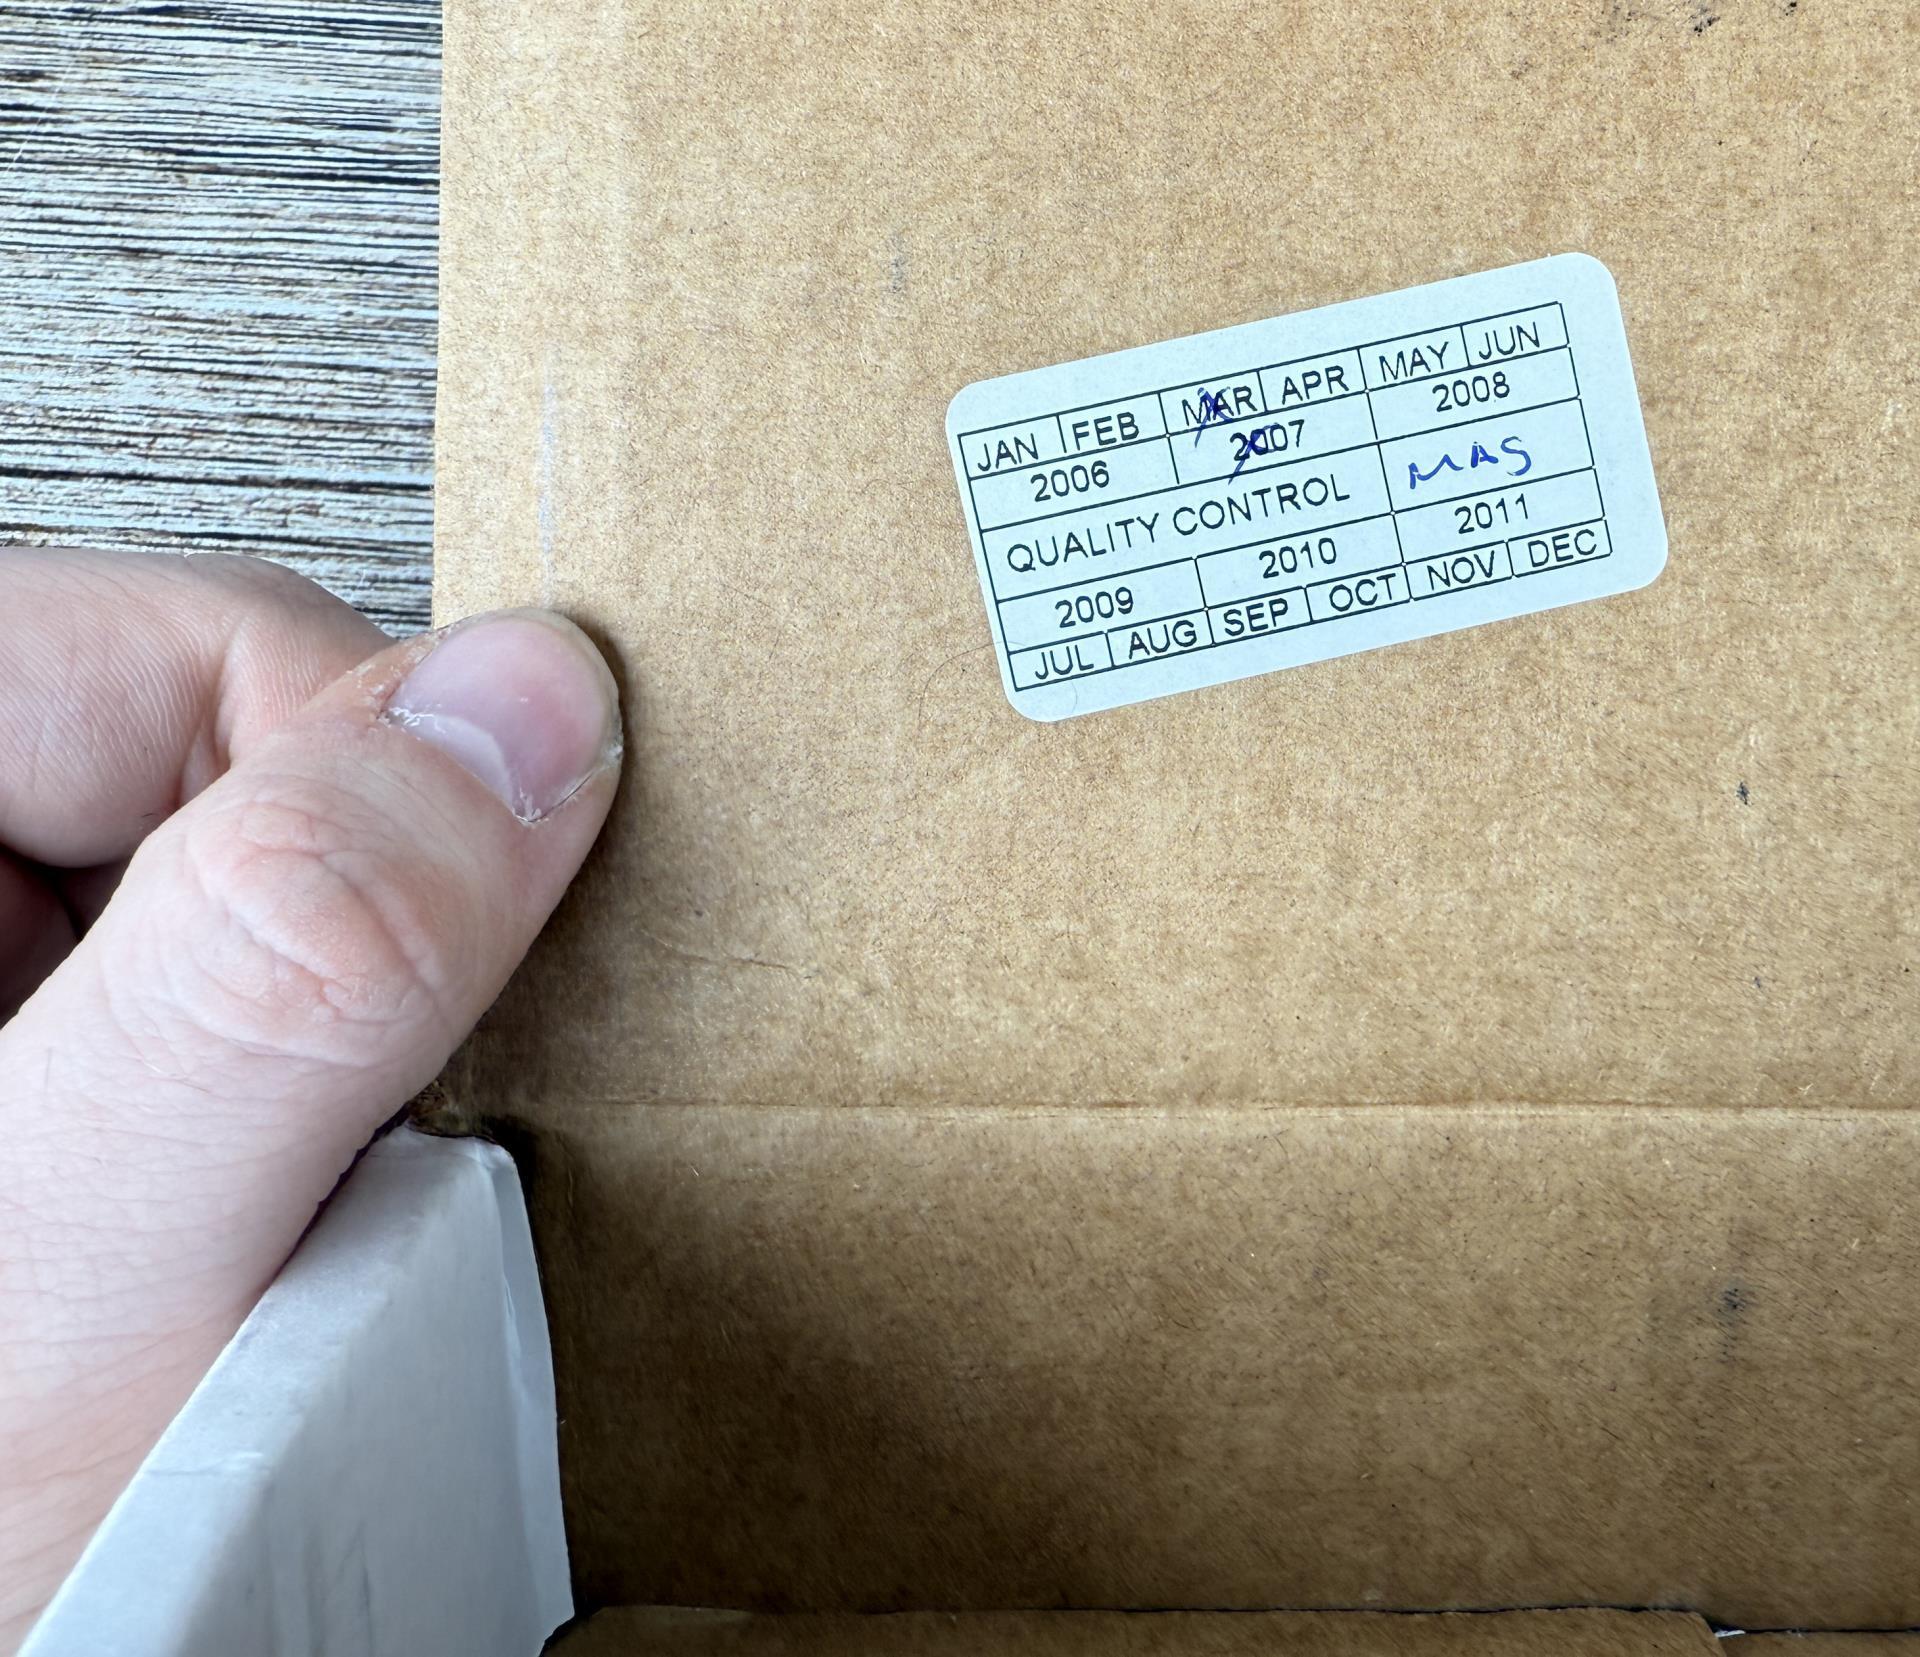 JAN FEB MAR APR MAY JUN
2006 2007 2008
QUALITY CONTROL MAS
2009 2010 2011
JUL AUG SEP OCT NOV DEC